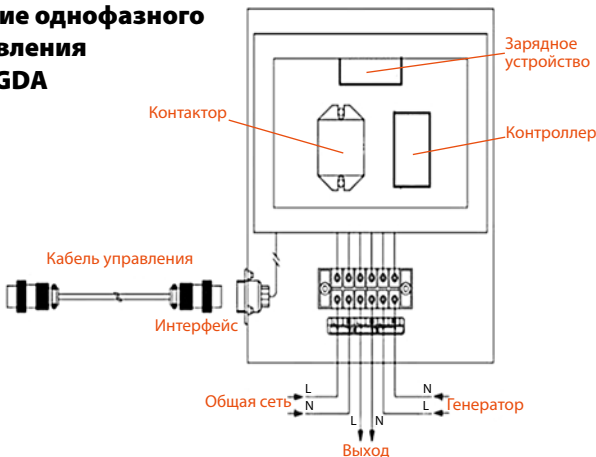 ие однофазного
вления
GDA
Зарядное
устройство
Контактор
Контроллер
Кабель управления
Интерфейс
Общая сеть
L
N
L
N
N
L
Генератор
Выход